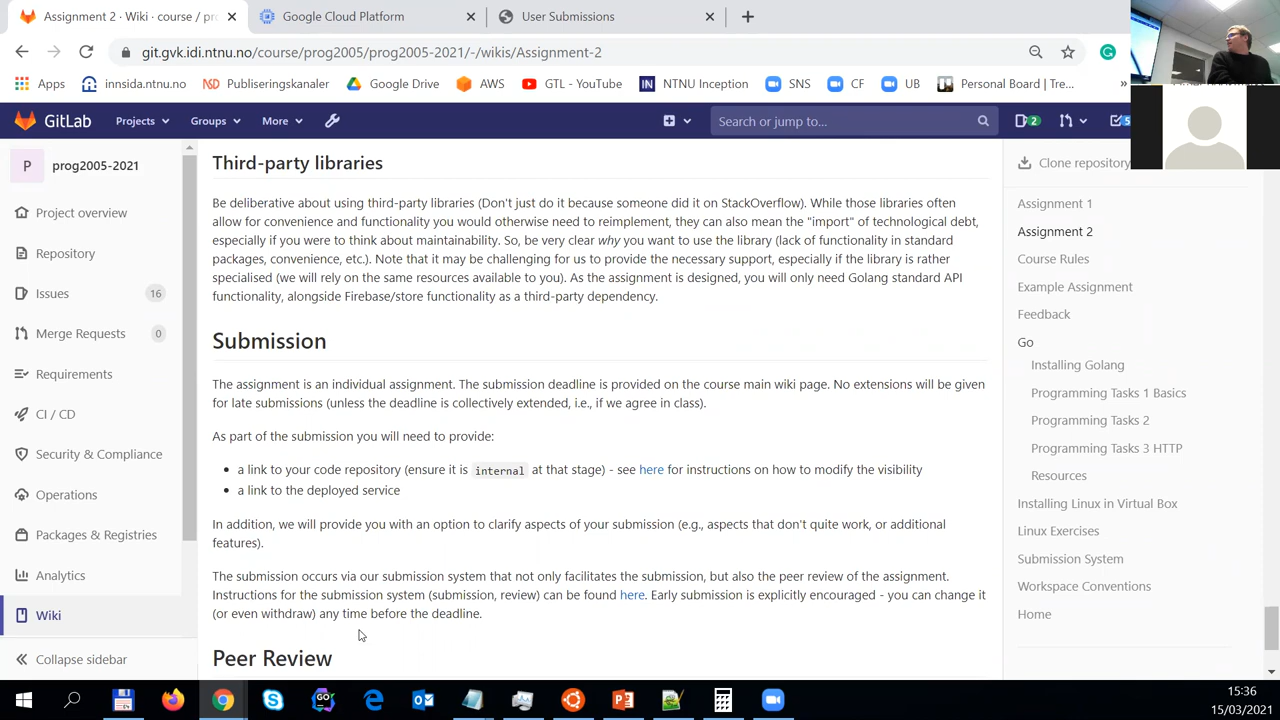 Assignment 2 · Wiki · course / pro
Google Cloud Platform
User Submissions
git.gvk.idi.ntnu.no/course/prog2005/prog2005-2021/-/wikis/Assignment-2
Apps
innsida.ntnu.no
Publiseringskanaler
Google Drive
AWS
GTL - YouTube
NTNU Inception
SNS
CF
UB
Personal Board | Tre...
»
GitLab
Projects
Groups
More
Search or jump to...
2
5
P
prog2005-2021
Project overview
Repository
Issues 16
Merge Requests 0
Requirements
CI / CD
Security & Compliance
Operations
Packages & Registries
Analytics
Wiki
Collapse sidebar
Third-party libraries
Be deliberative about using third-party libraries (Don't just do it because someone did it on StackOverflow). While those libraries often
allow for convenience and functionality you would otherwise need to reimplement, they can also mean the "import" of technological debt,
especially if you were to think about maintainability. So, be very clear why you want to use the library (lack of functionality in standard
packages, convenience, etc.). Note that it may be challenging for us to provide the necessary support, especially if the library is rather
specialised (we will rely on the same resources available to you). As the assignment is designed, you will only need Golang standard API
functionality, alongside Firebase/store functionality as a third-party dependency.
Submission
The assignment is an individual assignment. The submission deadline is provided on the course main wiki page. No extensions will be given
for late submissions (unless the deadline is collectively extended, i.e., if we agree in class).
As part of the submission you will need to provide:
• a link to your code repository (ensure it is internal at that stage) - see here for instructions on how to modify the visibility
• a link to the deployed service
In addition, we will provide you with an option to clarify aspects of your submission (e.g., aspects that don't quite work, or additional
features).
The submission occurs via our submission system that not only facilitates the submission, but also the peer review of the assignment.
Instructions for the submission system (submission, review) can be found here. Early submission is explicitly encouraged - you can change it
(or even withdraw) any time before the deadline.
Peer Review
Clone repository
Assignment 1
Assignment 2
Course Rules
Example Assignment
Feedback
Go
Installing Golang
Programming Tasks 1 Basics
Programming Tasks 2
Programming Tasks 3 HTTP
Resources
Installing Linux in Virtual Box
Linux Exercises
Submission System
Workspace Conventions
Home
15:36
15/03/2021